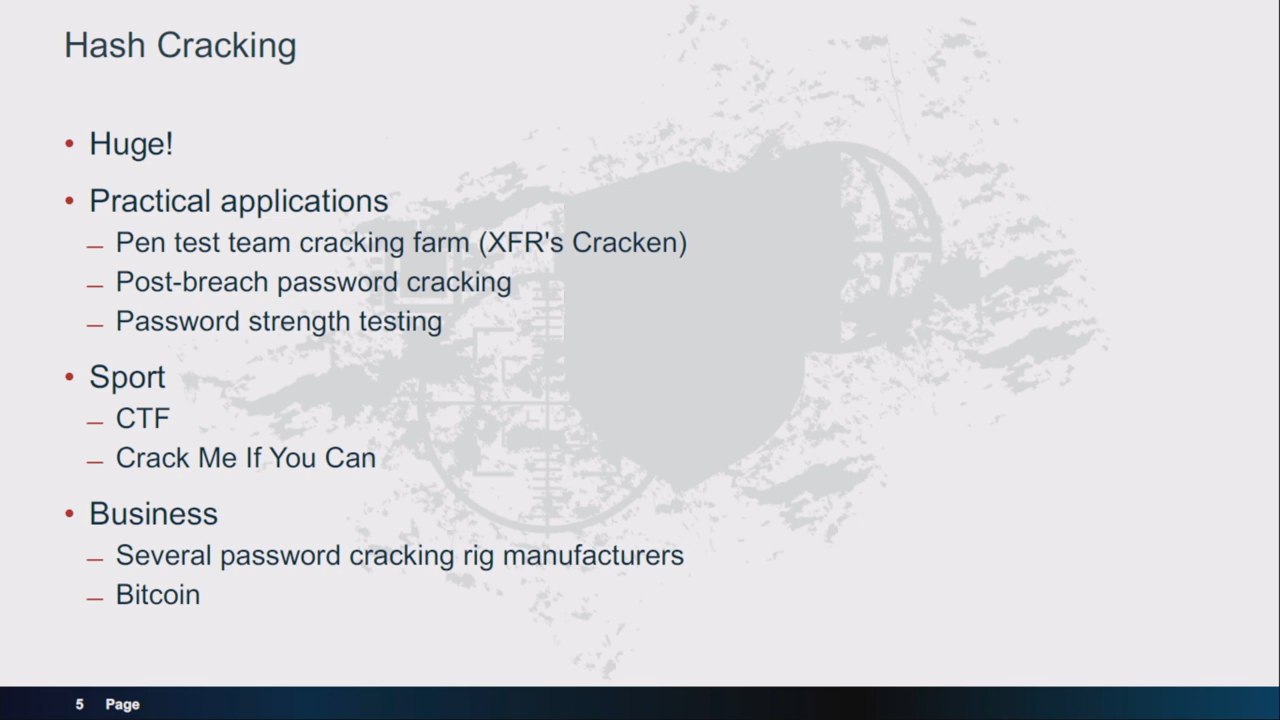 Hash Cracking
• Huge!
• Practical applications
– Pen test team cracking farm (XFR's Cracken)
– Post-breach password cracking
– Password strength testing
• Sport
– CTF
– Crack Me If You Can
• Business
– Several password cracking rig manufacturers
– Bitcoin
5 Page